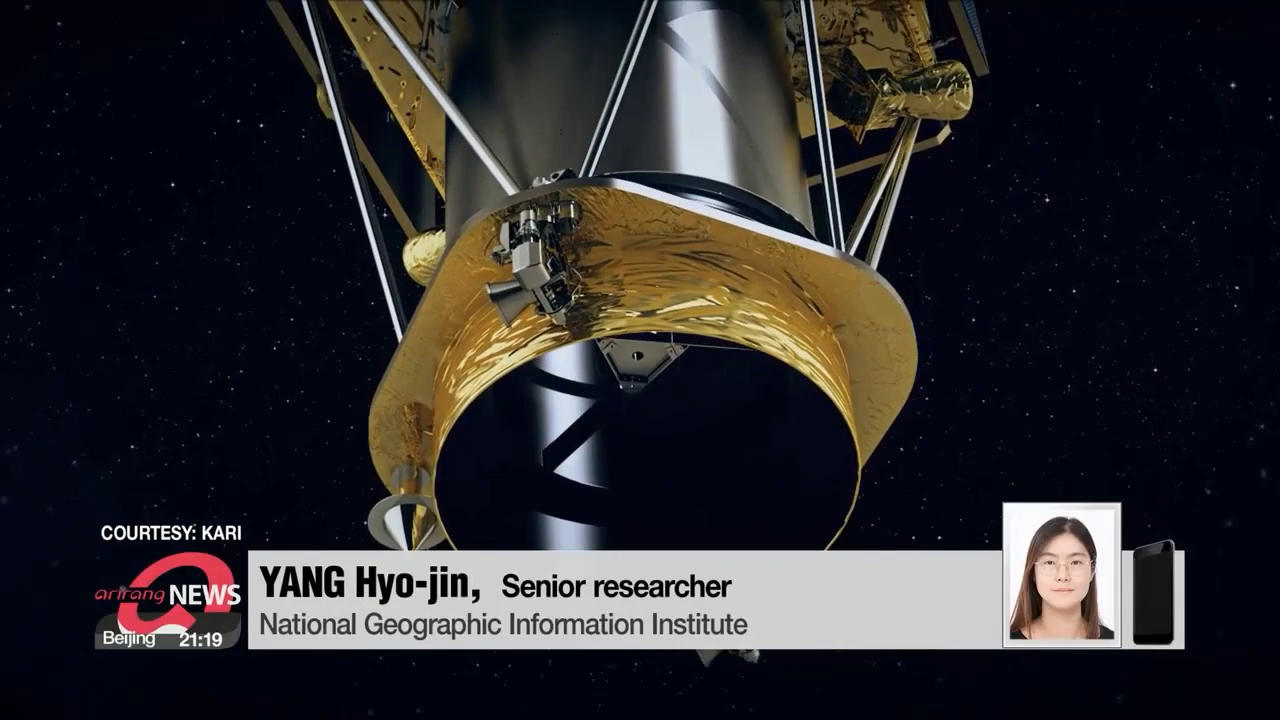 COURTESY: KARI
arirang NEWS
Beijing 21:19
YANG Hyo-jin, Senior researcher
National Geographic Information Institute